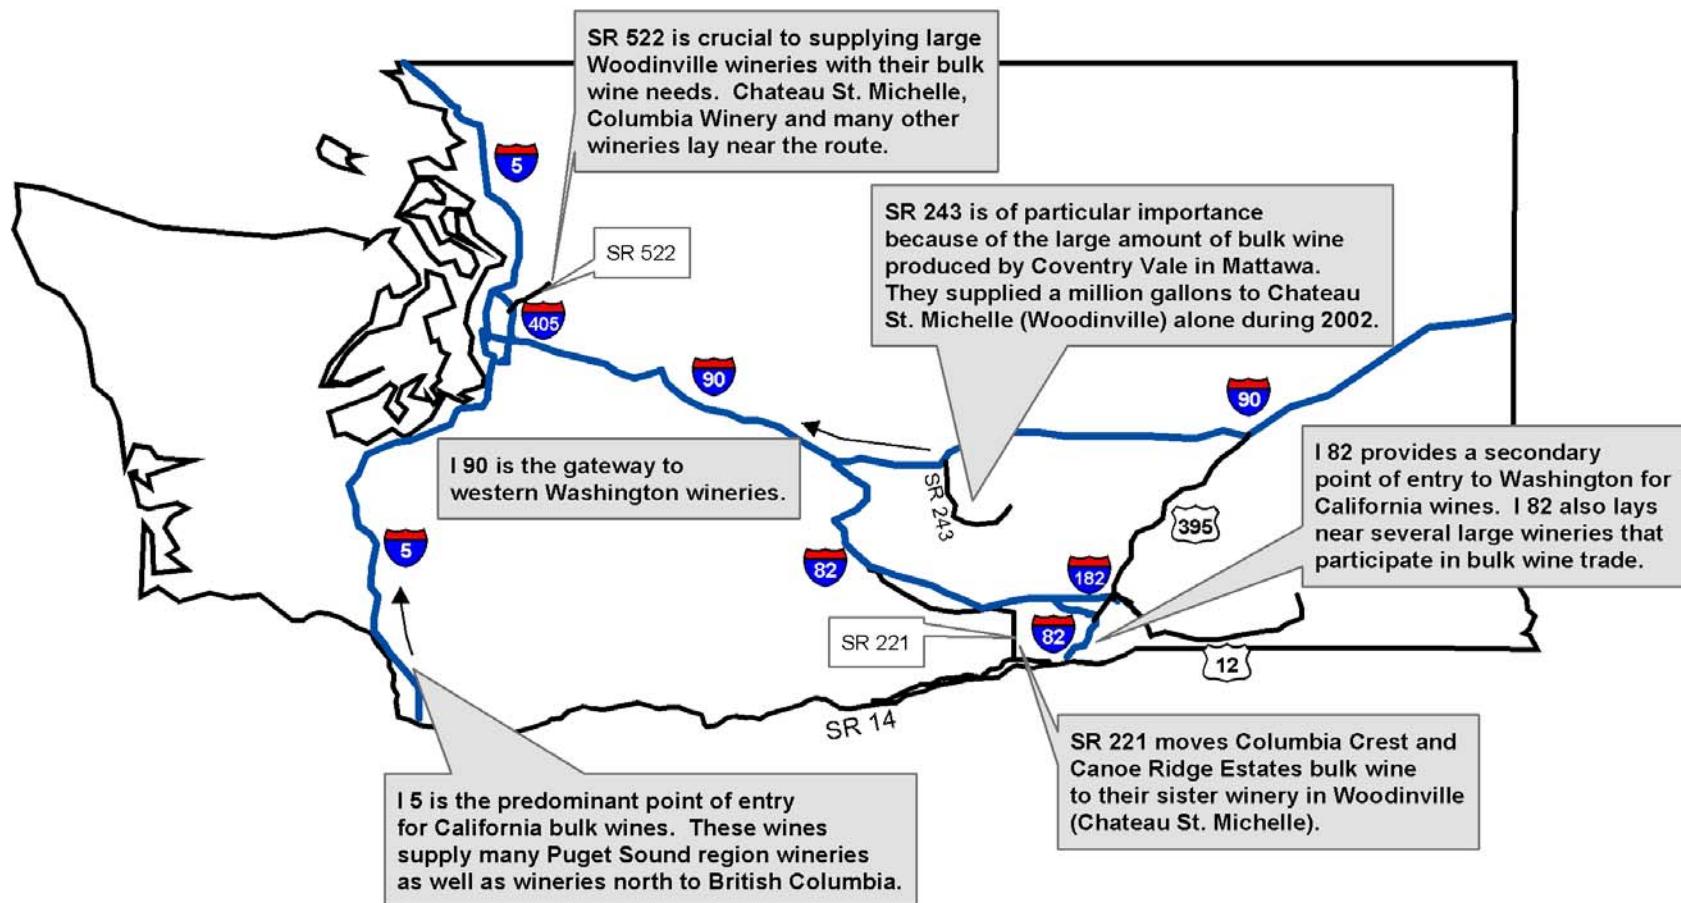 SR 522 is crucial to supplying large
Woodinville wineries with their bulk
wine needs.  Chateau St. Michelle,
Columbia Winery and many other
wineries lay near the route.
5
SR 522
SR 243 is of particular importance
because of the large amount of bulk wine
produced by Coventry Vale in Mattawa.
They supplied a million gallons to Chateau
St. Michelle (Woodinville) alone during 2002.
405
90
90
I 90 is the gateway to
western Washington wineries.
I 82 provides a secondary
point of entry to Washington for
California wines.  I 82 also lays
near several large wineries that
participate in bulk wine trade.
SR 243
395
5
82
182
SR 221
82
12
SR 14
SR 221 moves Columbia Crest and
Canoe Ridge Estates bulk wine
to their sister winery in Woodinville
(Chateau St. Michelle).
I 5 is the predominant point of entry
for California bulk wines.  These wines
supply many Puget Sound region wineries
as well as wineries north to British Columbia.